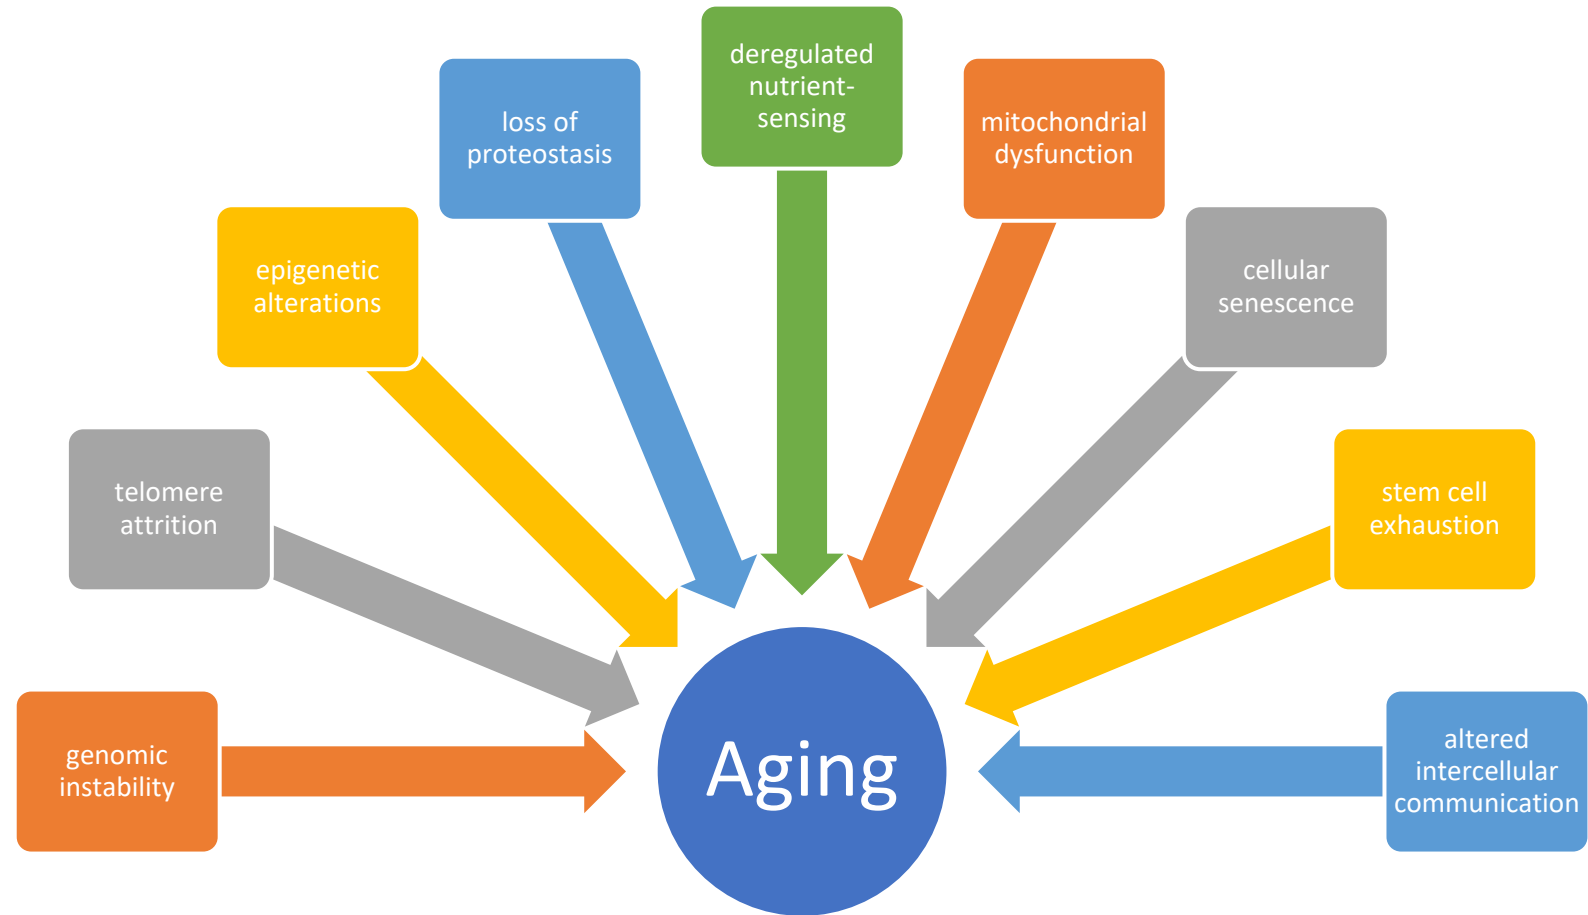 deregulated
nutrient-
sensing
loss of
proteostasis
mitochondrial
dysfunction
epigenetic
alterations
cellular
senescence
telomere
attrition
stem cell
exhaustion
genomic
instability
Aging
altered
intercellular
communication